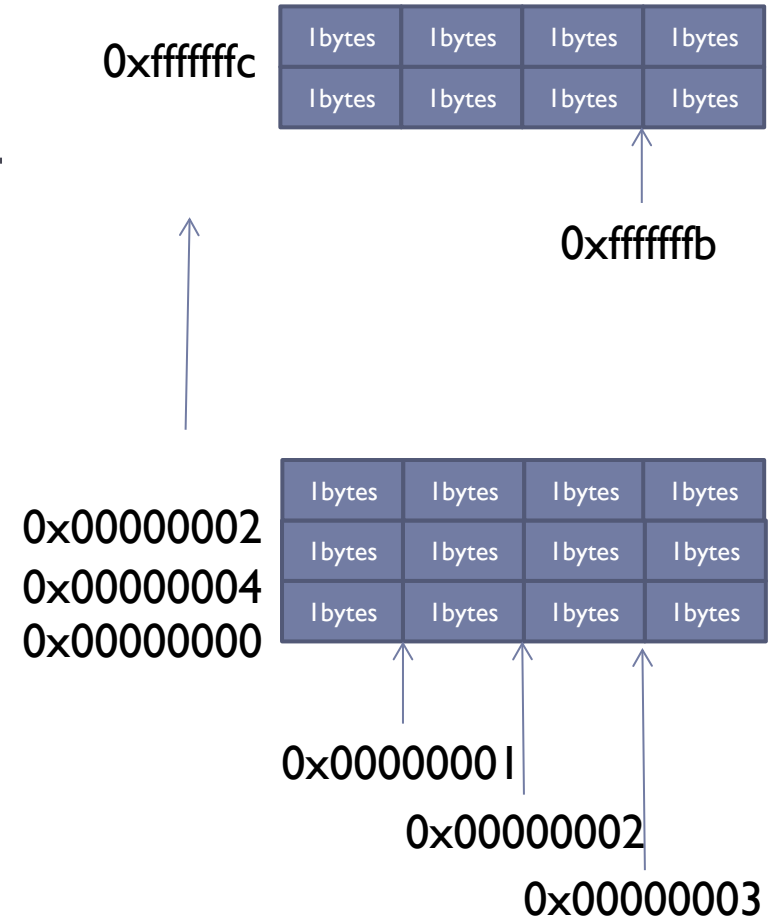 1bytes 1bytes 1bytes 1bytes
0xfffffffc
1bytes 1bytes 1bytes 1bytes
0xfffffffb
1bytes 1bytes 1bytes 1bytes
0x00000002
1bytes 1bytes 1bytes 1bytes
0x00000004
1bytes 1bytes 1bytes 1bytes
0x00000000
0x00000001
0x00000002
0x00000003